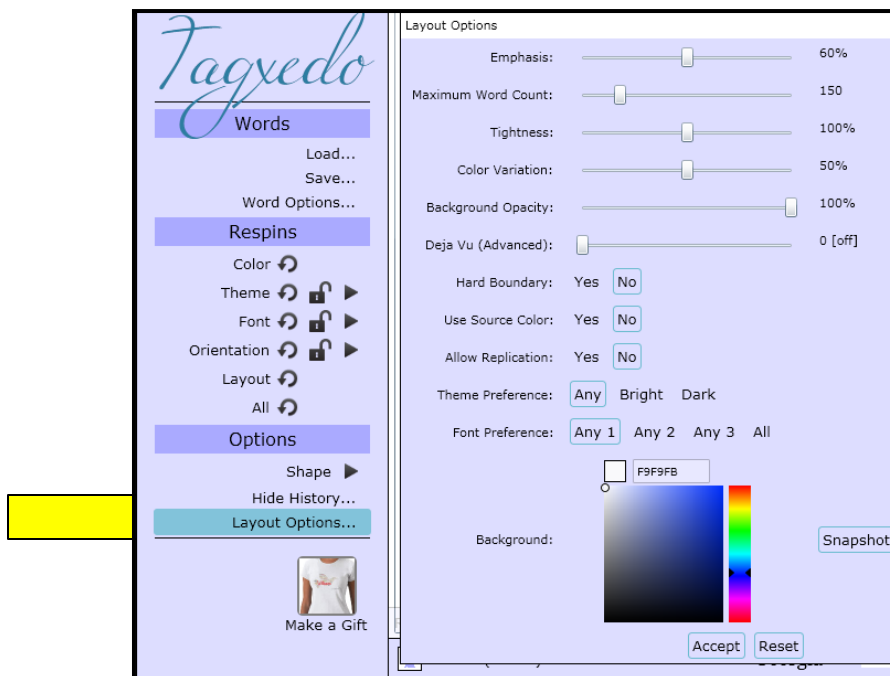 Tagxedo
Words
Load...
Save...
Word Options...
Respins
Color
Theme
Font
Orientation
Layout
All
Options
Shape
Hide History...
Layout Options...
Make a Gift
Layout Options
Emphasis: 60%
Maximum Word Count: 150
Tightness: 100%
Color Variation: 50%
Background Opacity: 100%
Deja Vu (Advanced): 0 [off]
Hard Boundary: Yes No
Use Source Color: Yes No
Allow Replication: Yes No
Theme Preference: Any Bright Dark
Font Preference: Any 1 Any 2 Any 3 All
F9F9FB
Background: Snapshot
Accept Reset